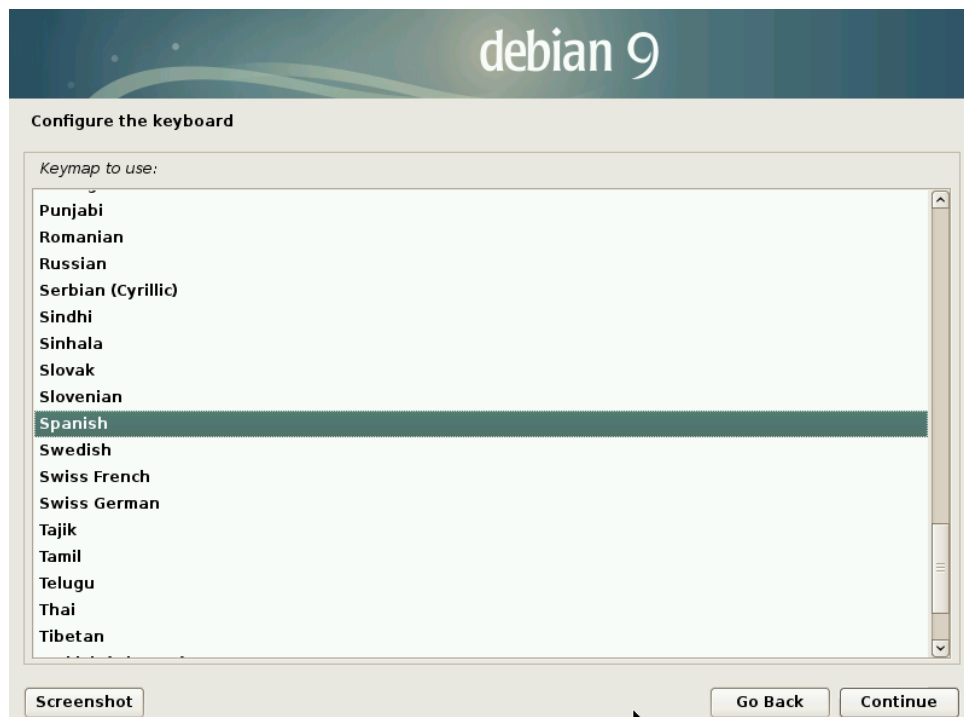 debian 9
Configure the keyboard
Keymap to use:
Punjabi
Romanian
Russian
Serbian (Cyrillic)
Sindhi
Sinhala
Slovak
Slovenian
Spanish
Swedish
Swiss French
Swiss German
Tajik
Tamil
Telugu
Thai
Tibetan
Screenshot
Go Back
Continue